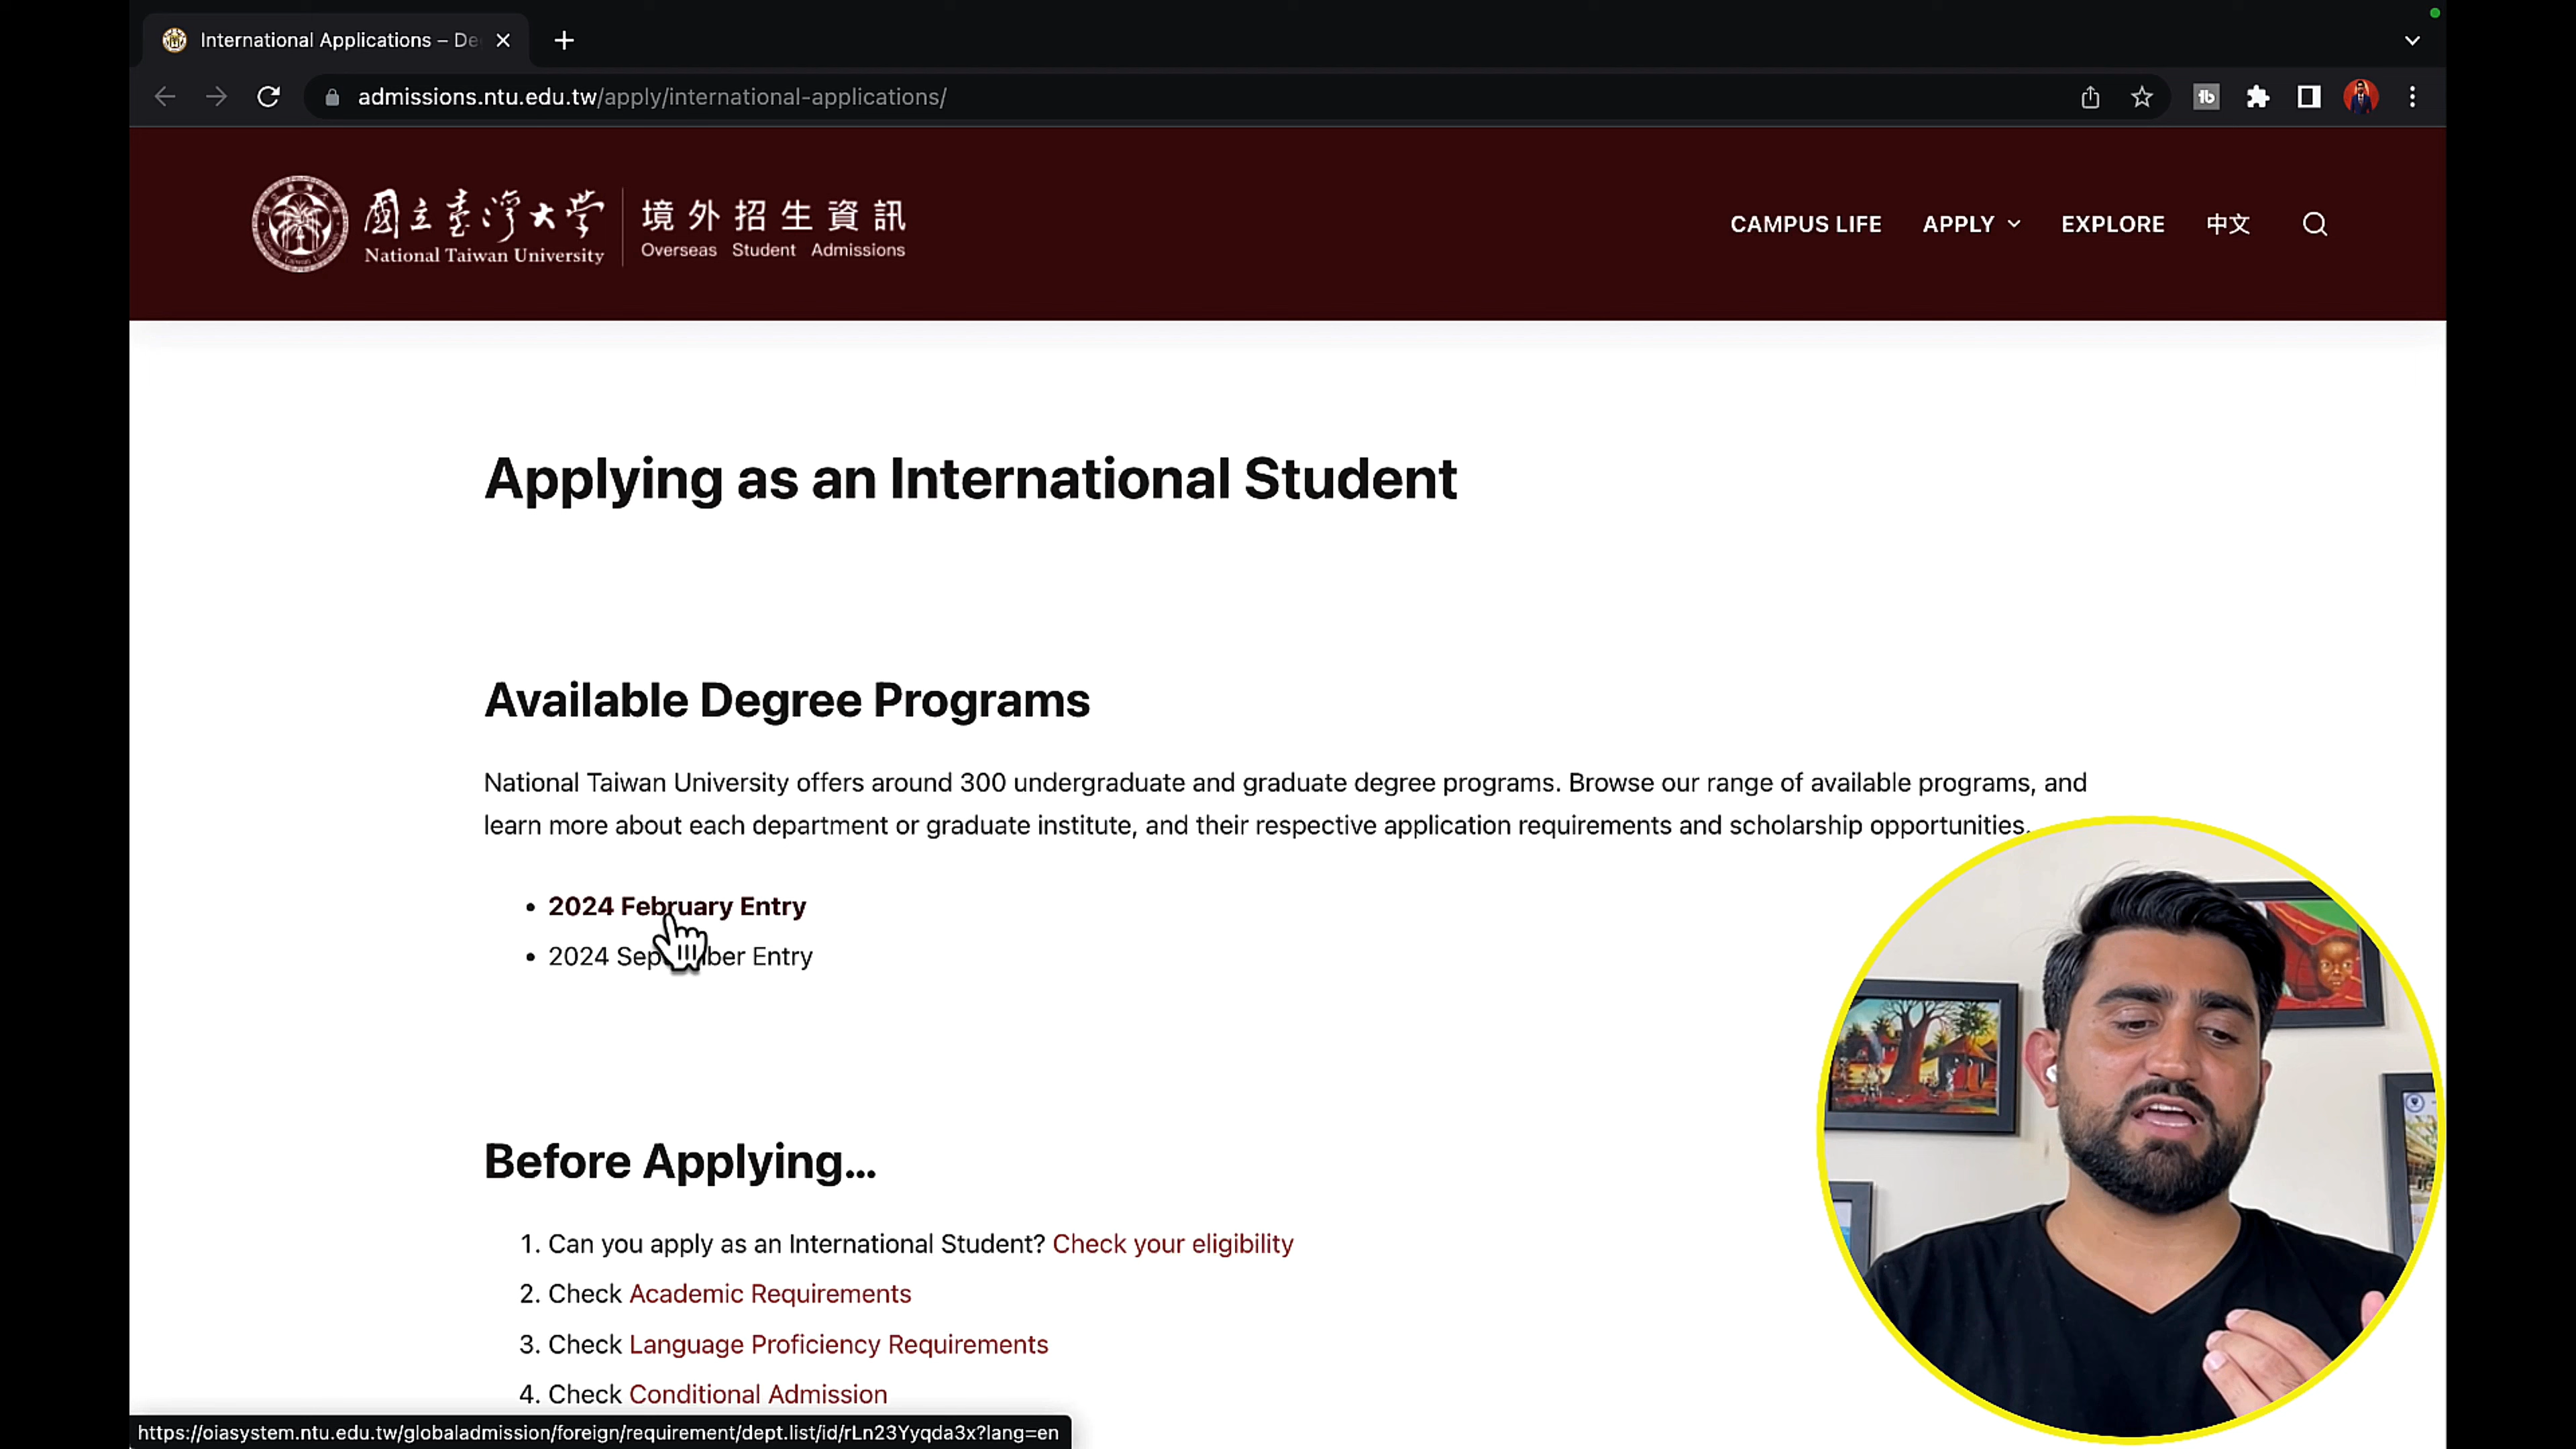 International Applications – De
admissions.ntu.edu.tw/apply/international-applications/
國立臺灣大學
National Taiwan University
境外招生資訊
Overseas Student Admissions
CAMPUS LIFE
APPLY
EXPLORE
中文
Applying as an International Student
Available Degree Programs
National Taiwan University offers around 300 undergraduate and graduate degree programs. Browse our range of available programs, and
learn more about each department or graduate institute, and their respective application requirements and scholarship opportunities.
• 2024 February Entry
• 2024 September Entry
Before Applying…
1. Can you apply as an International Student? Check your eligibility
2. Check Academic Requirements
3. Check Language Proficiency Requirements
4. Check Conditional Admission
https://oiasystem.ntu.edu.tw/globaladmission/foreign/requirement/dept.list/id/rLn23Yyqda3x?lang=en